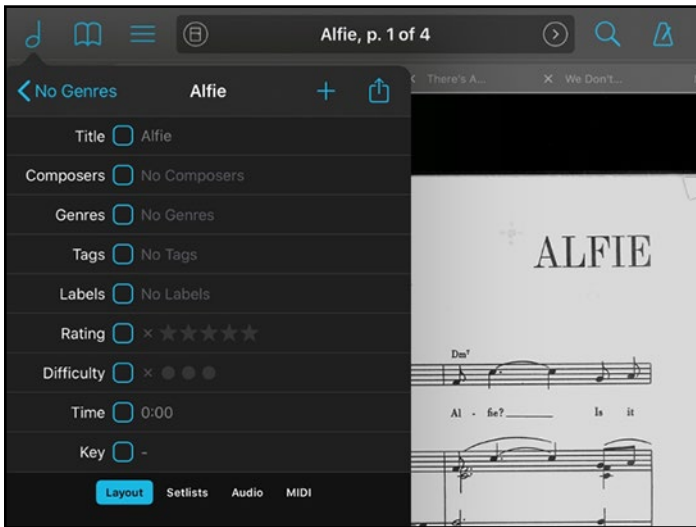 Alfie, p. 1 of 4
There's A...
We Don't...
No Genres
Alfie
Title Alfie
Composers No Composers
Genres No Genres
Tags No Tags
Labels No Labels
Rating
Difficulty
Time 0:00
Key -
Layout Setlists Audio MIDI
ALFIE
Dm7
Al - fie?____ Is it